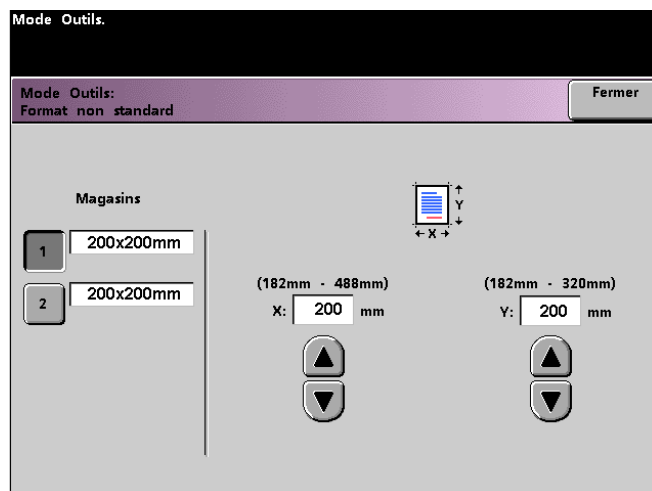 Mode Outils.
Mode Outils:
Format non standard
Fermer
Magasins
1 200x200mm
2 200x200mm
Y
X
(182mm - 488mm)
X: 200 mm
(182mm - 320mm)
Y: 200 mm